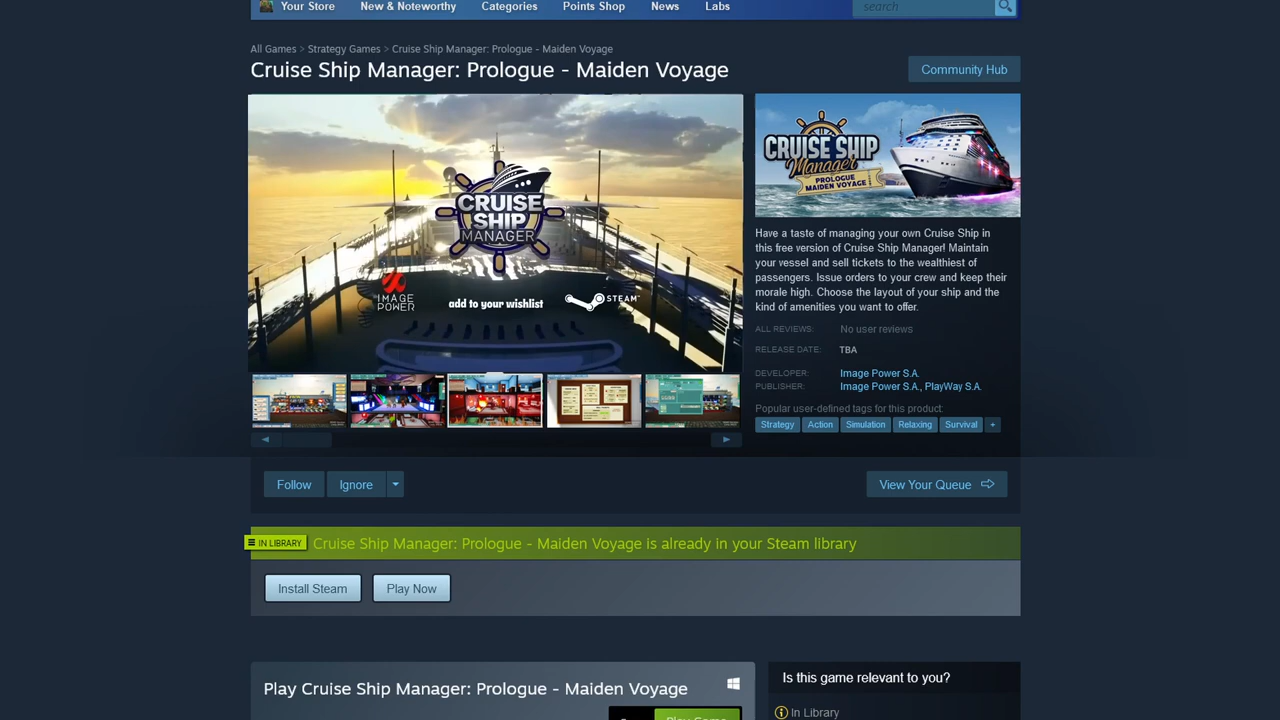 Your Store
New & Noteworthy
Categories
Points Shop
News
Labs
search
All Games > Strategy Games > Cruise Ship Manager: Prologue - Maiden Voyage
Cruise Ship Manager: Prologue - Maiden Voyage
Community Hub
CRUISE
SHIP
MANAGER
IMAGE
POWER
add to your wishlist
STEAM
CRUISE SHIP
Manager
PROLOGUE
MAIDEN VOYAGE
Have a taste of managing your own Cruise Ship in
this free version of Cruise Ship Manager! Maintain
your vessel and sell tickets to the wealthiest of
passengers. Issue orders to your crew and keep their
morale high. Choose the layout of your ship and the
kind of amenities you want to offer.
ALL REVIEWS: No user reviews
RELEASE DATE: TBA
DEVELOPER: Image Power S.A.
PUBLISHER: Image Power S.A., PlayWay S.A.
Popular user-defined tags for this product:
Strategy Action Simulation Relaxing Survival +
Follow
Ignore
View Your Queue
IN LIBRARY
Cruise Ship Manager: Prologue - Maiden Voyage is already in your Steam library
Install Steam
Play Now
Play Cruise Ship Manager: Prologue - Maiden Voyage
Is this game relevant to you?
In Library
Play Game